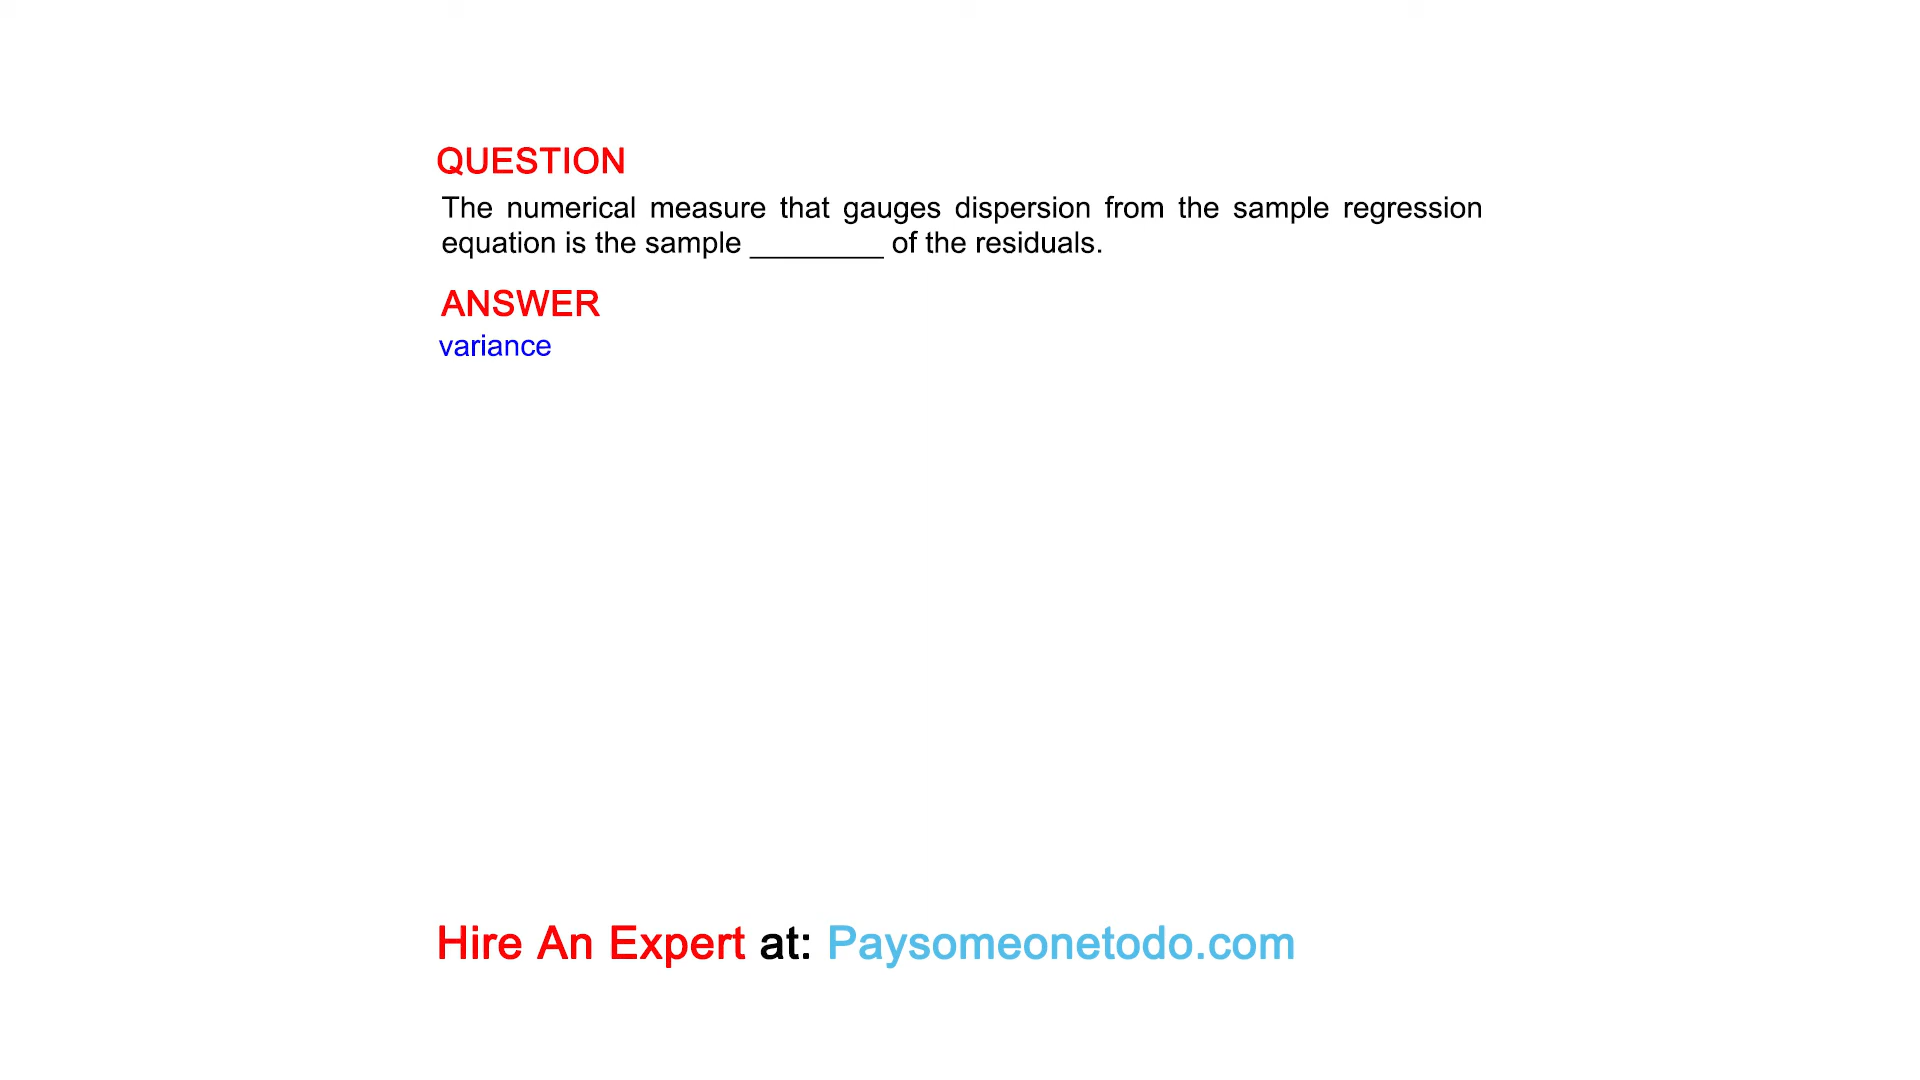 QUESTION
The numerical measure that gauges dispersion from the sample regression
equation is the sample ________ of the residuals.
ANSWER
variance
Hire An Expert at: Paysomeonetodo.com